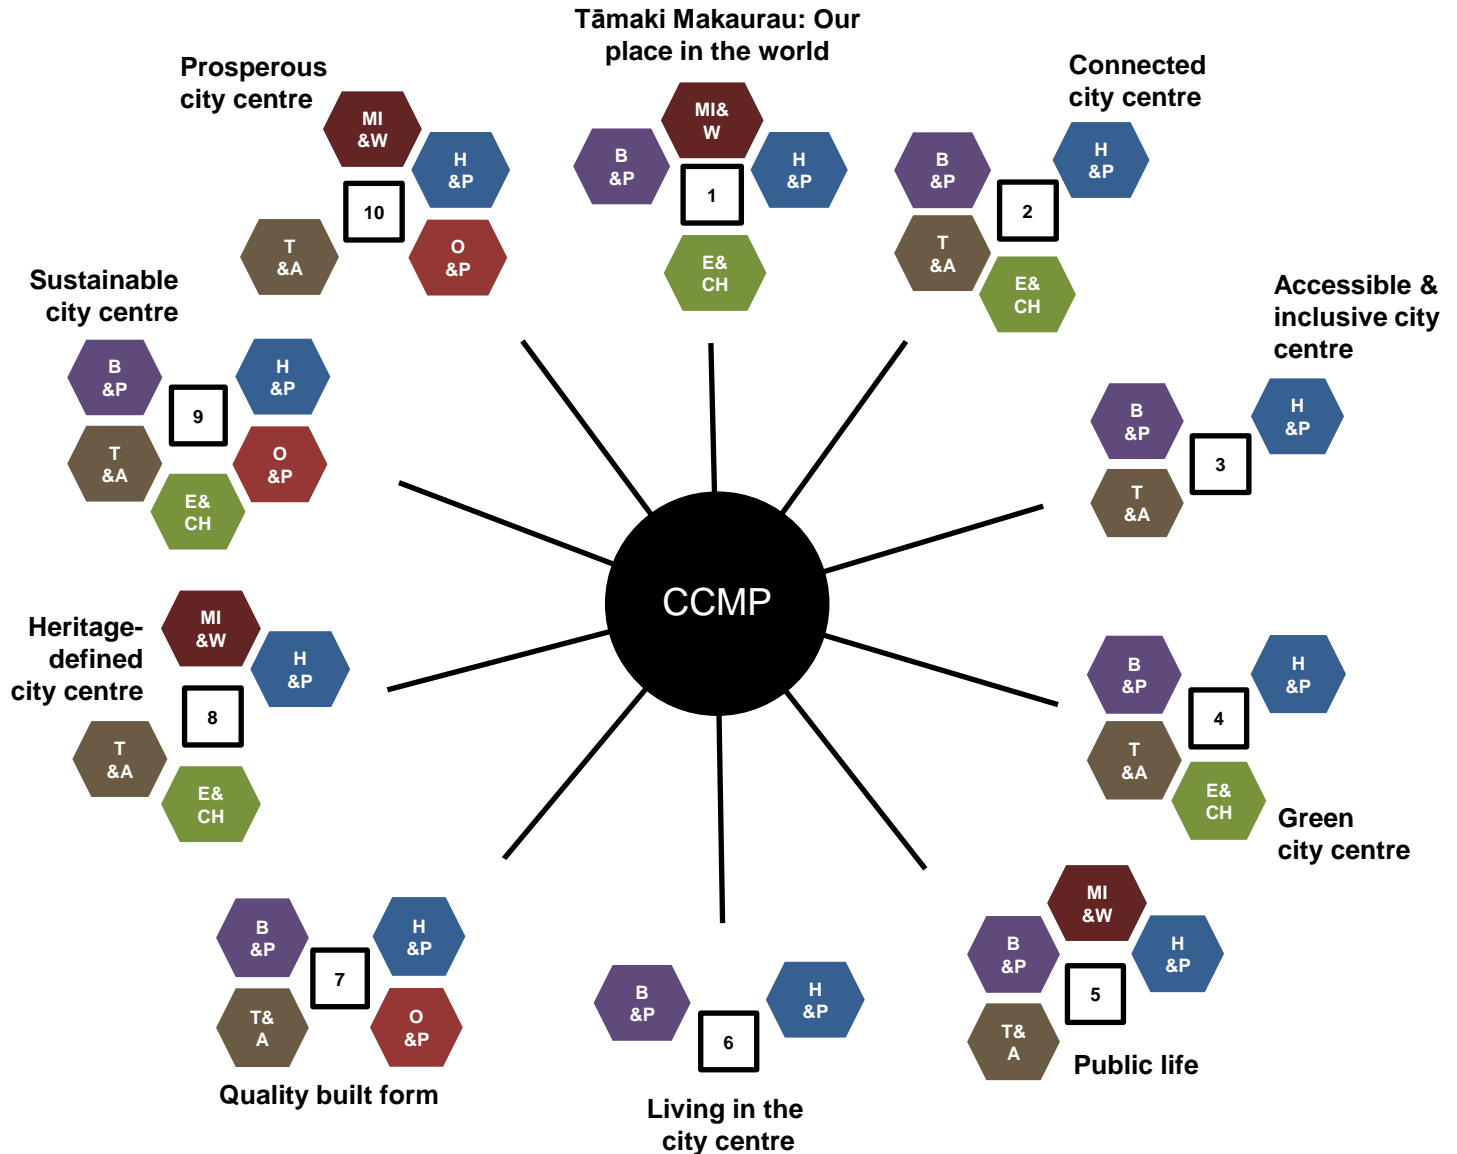 Tāmaki Makaurau: Our
place in the world
MI&
W
B
&P
H
&P
1
E&
CH
Connected
city centre
B
&P
H
&P
2
T
&A
E&
CH
Accessible &
inclusive city
centre
B
&P
H
&P
3
T
&A
B
&P
H
&P
4
T
&A
E&
CH
Green
city centre
MI
&W
B
&P
H
&P
5
T&
A
Public life
B
&P
H
&P
6
Living in the
city centre
B
&P
H
&P
7
T&
A
O
&P
Quality built form
Heritage-
defined
city centre
MI
&W
H
&P
8
T
&A
E&
CH
Sustainable
city centre
B
&P
H
&P
9
T
&A
O
&P
E&
CH
Prosperous
city centre
MI
&W
H
&P
10
T
&A
O
&P
CCMP